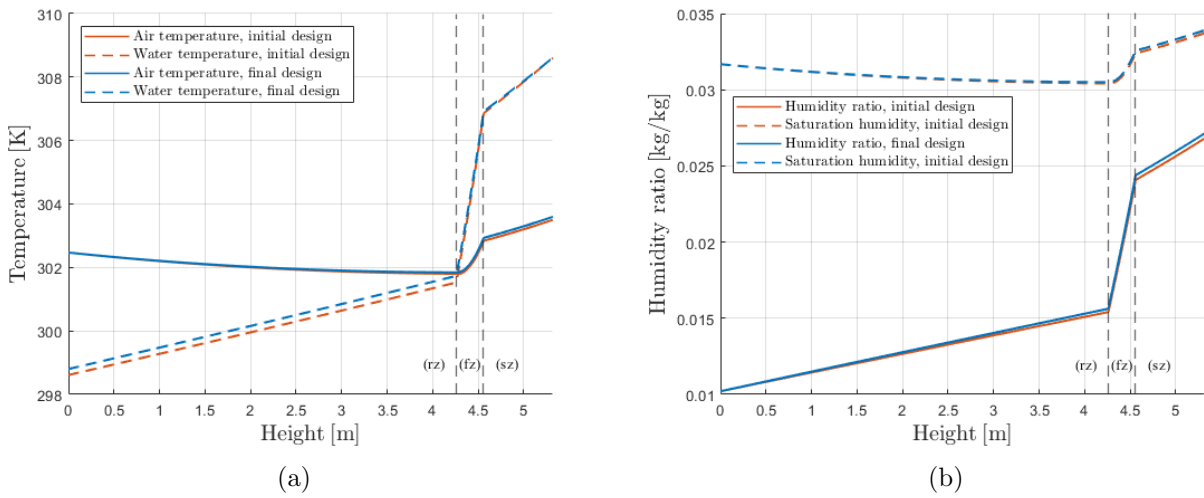 310
308
306
304
302
300
298
Temperature [K]
Air temperature, initial design
Water temperature, initial design
Air temperature, final design
Water temperature, final design
(rz)
(fz)
(sz)
0
0.5
1
1.5
2
2.5
3
3.5
4
4.5
5
Height [m]
(a)
0.035
0.03
0.025
0.02
0.015
0.01
Humidity ratio [kg/kg]
Humidity ratio, initial design
Saturation humidity, initial design
Humidity ratio, final design
Saturation humidity, initial design
(rz)
(fz)
(sz)
0
0.5
1
1.5
2
2.5
3
3.5
4
4.5
5
Height [m]
(b)